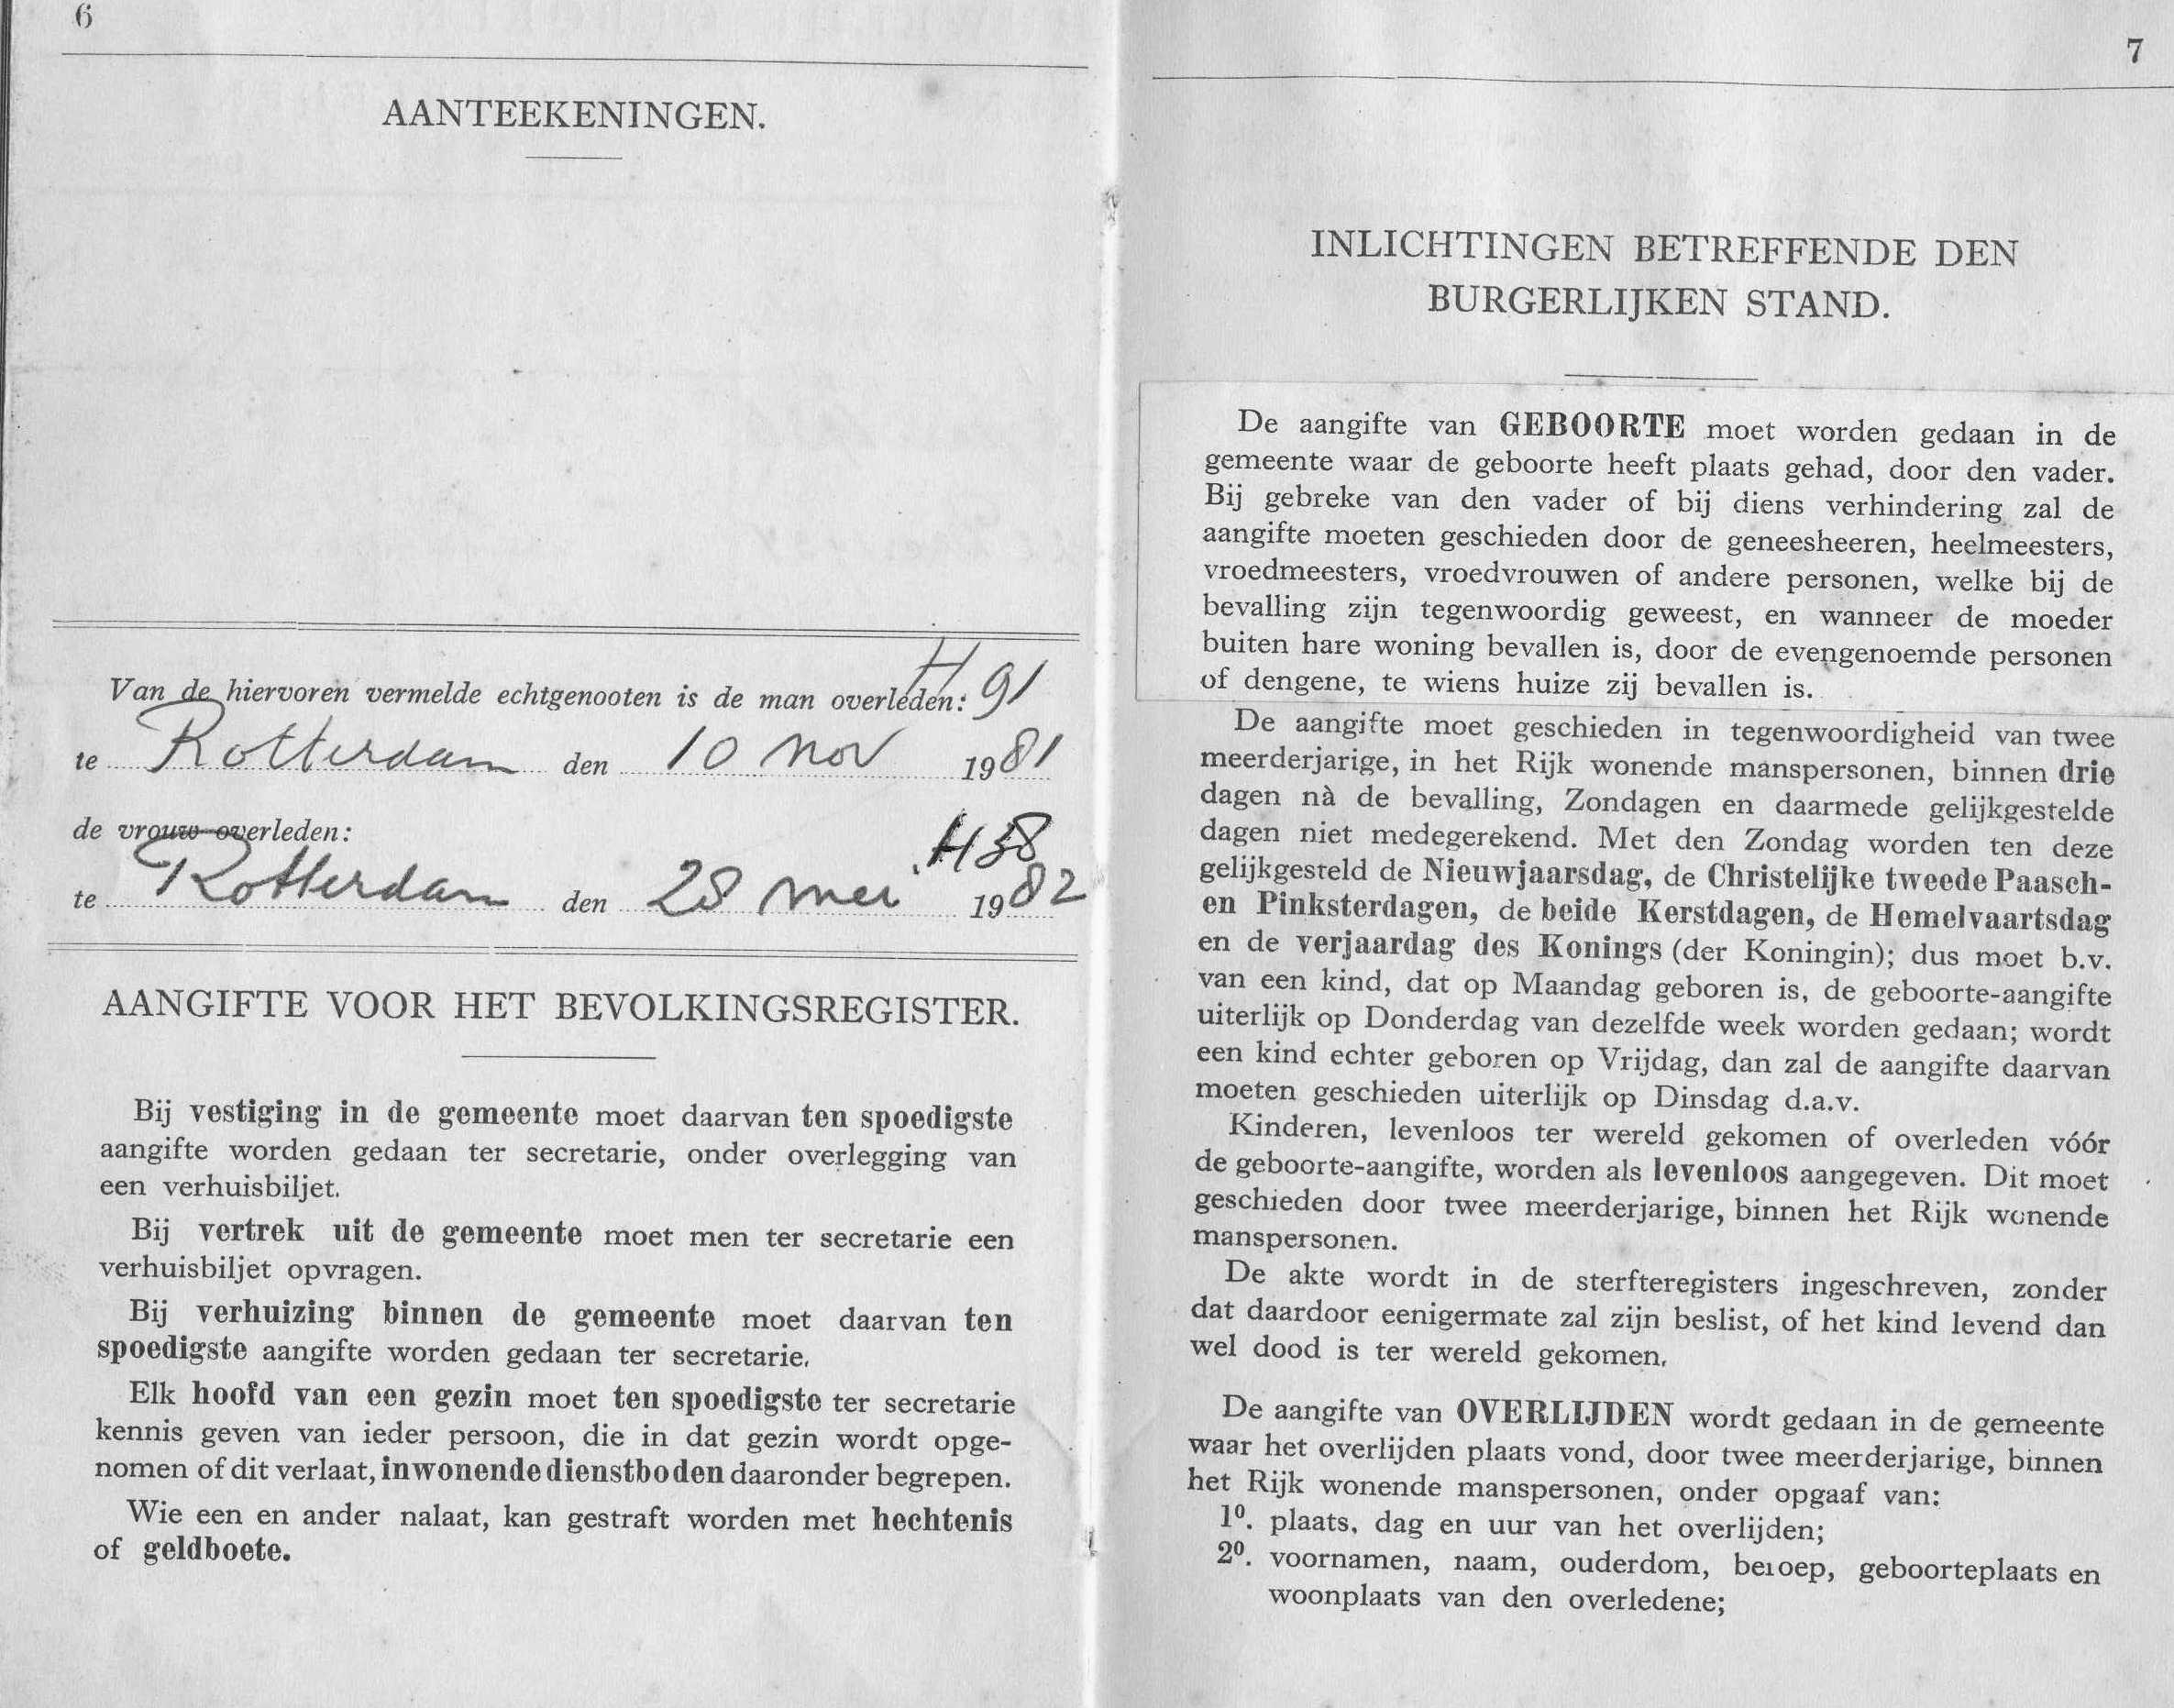 6
AANTEEKENINGEN.
H 91
Van de hiervoren vermelde echtgenooten is de man overleden:
te Rotterdam den 10 nov 1981
de vrouw overleden:
H38
te Rotterdam den 28 mei 1982
AANGIFTE VOOR HET BEVOLKINGSREGISTER.
Bij vestiging in de gemeente moet daarvan ten spoedigste
aangifte worden gedaan ter secretarie, onder overlegging van
een verhuisbiljet.
Bij vertrek uit de gemeente moet men ter secretarie een
verhuisbiljet opvragen.
Bij verhuizing binnen de gemeente moet daarvan ten
spoedigste aangifte worden gedaan ter secretarie.
Elk hoofd van een gezin moet ten spoedigste ter secretarie
kennis geven van ieder persoon, die in dat gezin wordt opge-
nomen of dit verlaat, inwonende dienstboden daaronder begrepen.
Wie een en ander nalaat, kan gestraft worden met hechtenis
of geldboete.
7
INLICHTINGEN BETREFFENDE DEN
BURGERLIJKEN STAND.
De aangifte van GEBOORTE moet worden gedaan in de
gemeente waar de geboorte heeft plaats gehad, door den vader.
Bij gebreke van den vader of bij diens verhindering zal de
aangifte moeten geschieden door de geneesheeren, heelmeesters,
vroedmeesters, vroedvrouwen of andere personen, welke bij de
bevalling zijn tegenwoordig geweest, en wanneer de moeder
buiten hare woning bevallen is, door de evengenoemde personen
of dengene, te wiens huize zij bevallen is.
De aangifte moet geschieden in tegenwoordigheid van twee
meerderjarige, in het Rijk wonende manspersonen, binnen drie
dagen nà de bevalling, Zondagen en daarmede gelijkgestelde
dagen niet medegerekend. Met den Zondag worden ten deze
gelijkgesteld de Nieuwjaarsdag, de Christelijke tweede Paasch-
en Pinksterdagen, de beide Kerstdagen, de Hemelvaartsdag
en de verjaardag des Konings (der Koningin); dus moet b.v.
van een kind, dat op Maandag geboren is, de geboorte-aangifte
uiterlijk op Donderdag van dezelfde week worden gedaan; wordt
een kind echter geboren op Vrijdag, dan zal de aangifte daarvan
moeten geschieden uiterlijk op Dinsdag d.a.v.
Kinderen, levenloos ter wereld gekomen of overleden vóór
de geboorte-aangifte, worden als levenloos aangegeven. Dit moet
geschieden door twee meerderjarige, binnen het Rijk wonende
manspersonen.
De akte wordt in de sterfteregisters ingeschreven, zonder
dat daardoor eenigermate zal zijn beslist, of het kind levend dan
wel dood is ter wereld gekomen.
De aangifte van OVERLIJDEN wordt gedaan in de gemeente
waar het overlijden plaats vond, door twee meerderjarige, binnen
het Rijk wonende manspersonen, onder opgaaf van:
1⁰. plaats, dag en uur van het overlijden;
2⁰. voornamen, naam, ouderdom, beroep, geboorteplaats en
woonplaats van den overledene;